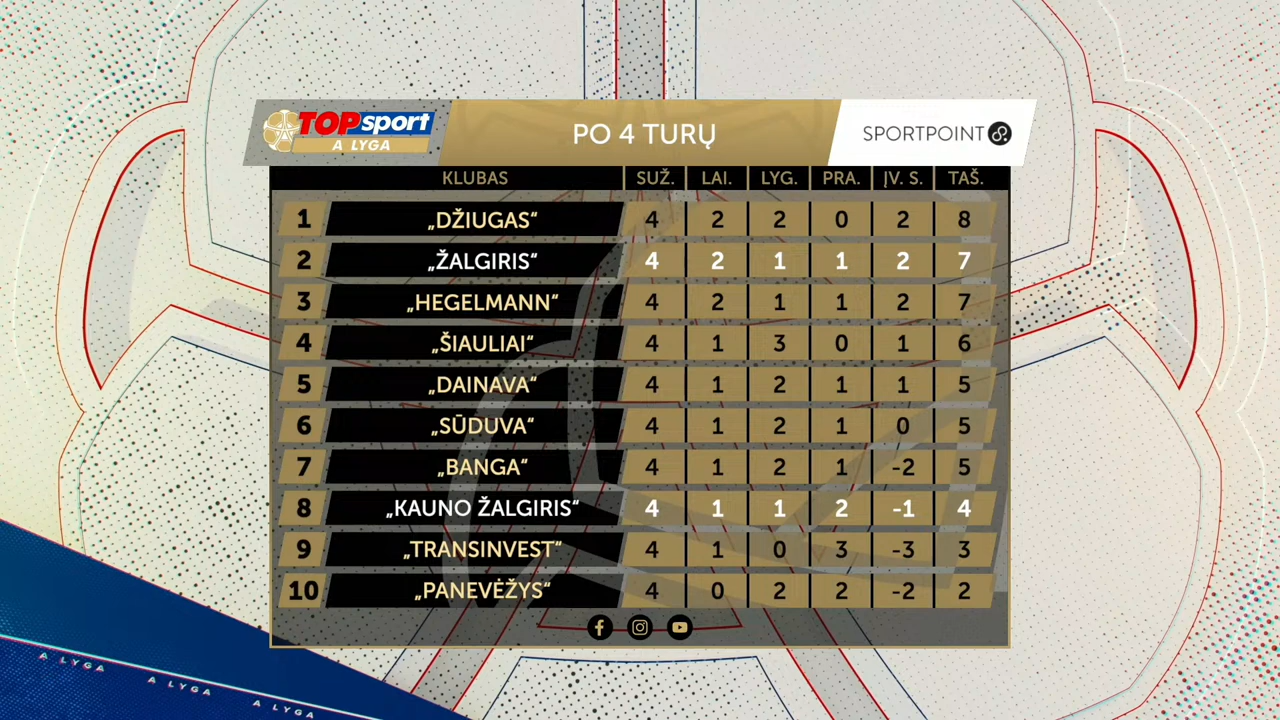 TOPsport
A LYGA
PO 4 TURŲ
SPORTPOINT
KLUBAS SUŽ. LAI. LYG. PRA. ĮV. S. TAŠ.
1 „DŽIUGAS“ 4 2 2 0 2 8
2 „ŽALGIRIS“ 4 2 1 1 2 7
3 „HEGELMANN“ 4 2 1 1 2 7
4 „ŠIAULIAI“ 4 1 3 0 1 6
5 „DAINAVA“ 4 1 2 1 1 5
6 „SŪDUVA“ 4 1 2 1 0 5
7 „BANGA“ 4 1 2 1 -2 5
8 „KAUNO ŽALGIRIS“ 4 1 1 2 -1 4
9 „TRANSINVEST“ 4 1 0 3 -3 3
10 „PANEVĖŽYS“ 4 0 2 2 -2 2
A LYGA
A LYGA
A LYGA